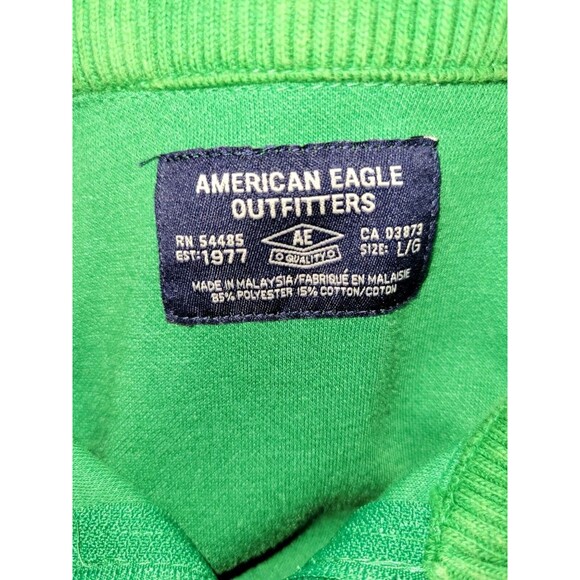 AMERICAN EAGLE
OUTFITTERS
RN 54485 AE CA 03873
EST. 1977 QUALITY SIZE: L/G
MADE IN MALAYSIA/FABRIQUÉ EN MALAISIE
85% POLYESTER 15% COTTON/COTON